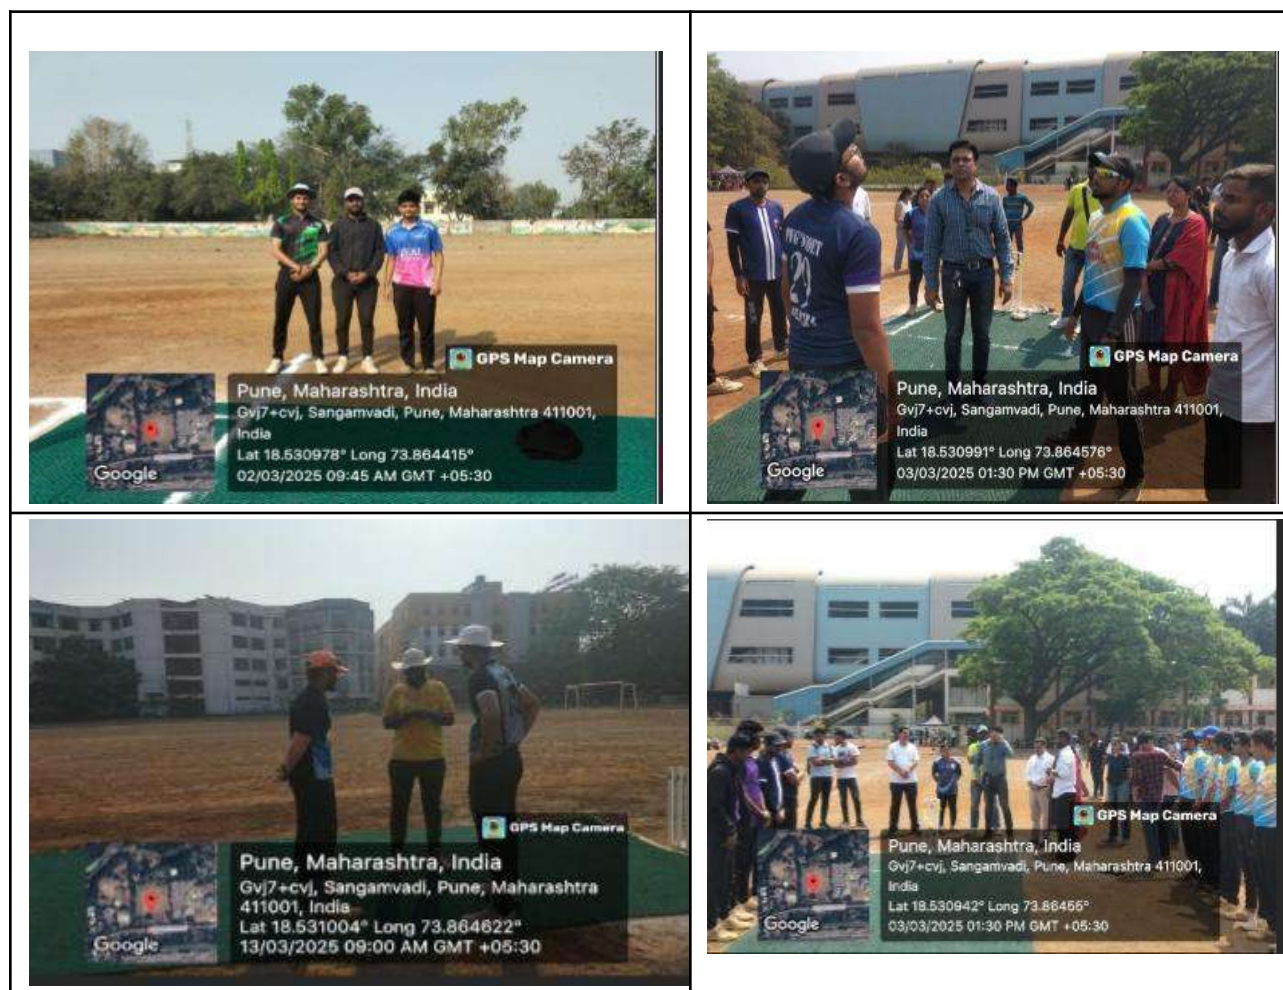 GPS Map Camera
Pune, Maharashtra, India
Gvj7+cvj, Sangamvadi, Pune, Maharashtra 411001,
India
Lat 18.530978° Long 73.864415°
02/03/2025 09:45 AM GMT +05:30
Google
29
GPS Map Camera
Pune, Maharashtra, India
Gvj7+cvj, Sangamvadi, Pune, Maharashtra 411001,
India
Lat 18.530991° Long 73.864576°
03/03/2025 01:30 PM GMT +05:30
Google
GPS Map Camera
Pune, Maharashtra, India
Gvj7+cvj, Sangamvadi, Pune, Maharashtra
411001, India
Lat 18.531004° Long 73.864622°
13/03/2025 09:00 AM GMT +05:30
Google
GPS Map Camera
Pune, Maharashtra, India
Gvj7+cvj, Sangamvadi, Pune, Maharashtra 411001,
India
Lat 18.530942° Long 73.86455°
03/03/2025 01:30 PM GMT +05:30
Google